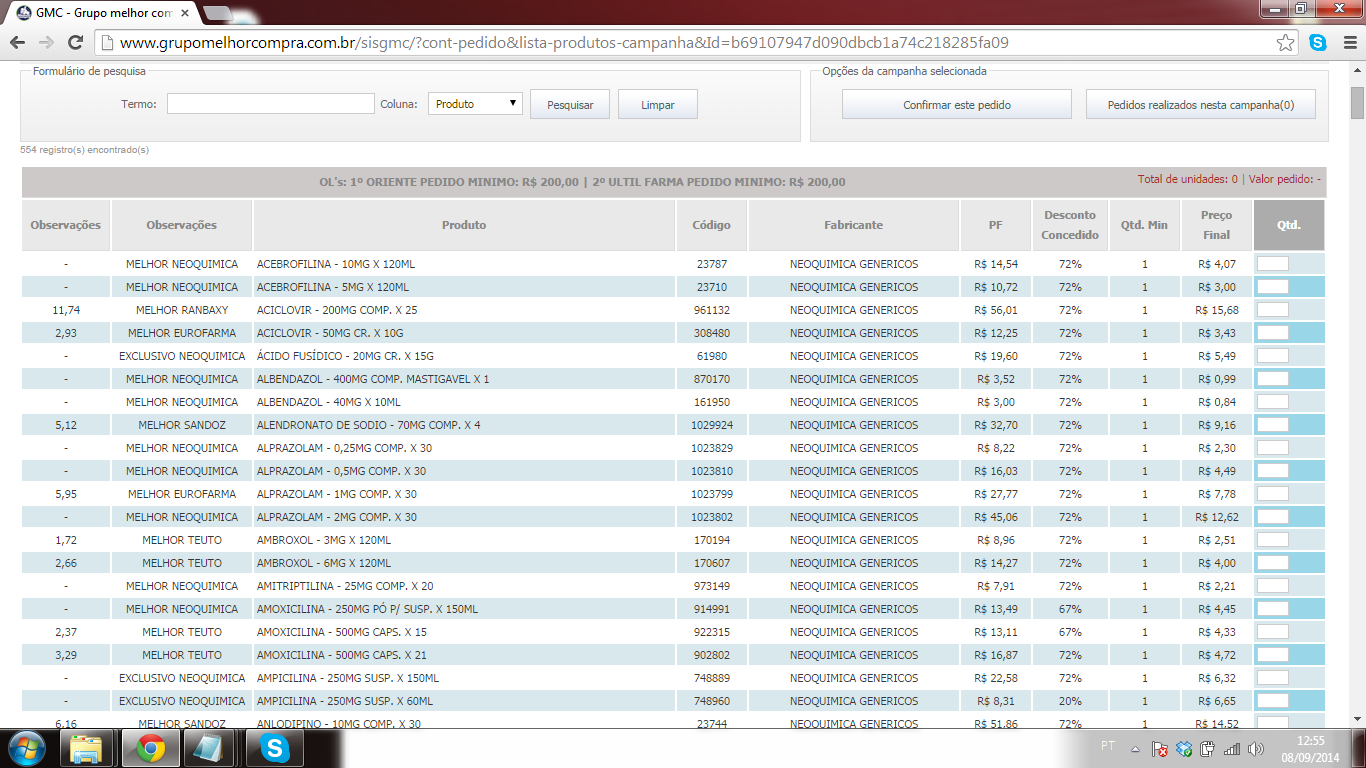 GMC - Grupo melhor com
www.grupomelhorcompra.com.br/sisgmc/?cont-pedido&lista-produtos-campanha&Id=b69107947d090dbcb1a74c218285fa09
Formulário de pesquisa
Termo: Coluna: Produto Pesquisar Limpar
Opções da campanha selecionada
Confirmar este pedido Pedidos realizados nesta campanha(0)
554 registro(s) encontrado(s)
OL's: 1º ORIENTE PEDIDO MINIMO: R$ 200,00 | 2º ULTIL FARMA PEDIDO MINIMO: R$ 200,00 Total de unidades: 0 | Valor pedido: -
Observações Observações Produto Código Fabricante PF Desconto Concedido Qtd. Min Preço Final Qtd.
- MELHOR NEOQUIMICA ACEBROFILINA - 10MG X 120ML 23787 NEOQUIMICA GENERICOS R$ 14,54 72% 1 R$ 4,07
- MELHOR NEOQUIMICA ACEBROFILINA - 5MG X 120ML 23710 NEOQUIMICA GENERICOS R$ 10,72 72% 1 R$ 3,00
11,74 MELHOR RANBAXY ACICLOVIR - 200MG COMP. X 25 961132 NEOQUIMICA GENERICOS R$ 56,01 72% 1 R$ 15,68
2,93 MELHOR EUROFARMA ACICLOVIR - 50MG CR. X 10G 308480 NEOQUIMICA GENERICOS R$ 12,25 72% 1 R$ 3,43
- EXCLUSIVO NEOQUIMICA ÁCIDO FUSÍDICO - 20MG CR. X 15G 61980 NEOQUIMICA GENERICOS R$ 19,60 72% 1 R$ 5,49
- MELHOR NEOQUIMICA ALBENDAZOL - 400MG COMP. MASTIGAVEL X 1 870170 NEOQUIMICA GENERICOS R$ 3,52 72% 1 R$ 0,99
- MELHOR NEOQUIMICA ALBENDAZOL - 40MG X 10ML 161950 NEOQUIMICA GENERICOS R$ 3,00 72% 1 R$ 0,84
5,12 MELHOR SANDOZ ALENDRONATO DE SODIO - 70MG COMP. X 4 1029924 NEOQUIMICA GENERICOS R$ 32,70 72% 1 R$ 9,16
- MELHOR NEOQUIMICA ALPRAZOLAM - 0,25MG COMP. X 30 1023829 NEOQUIMICA GENERICOS R$ 8,22 72% 1 R$ 2,30
- MELHOR NEOQUIMICA ALPRAZOLAM - 0,5MG COMP. X 30 1023810 NEOQUIMICA GENERICOS R$ 16,03 72% 1 R$ 4,49
5,95 MELHOR EUROFARMA ALPRAZOLAM - 1MG COMP. X 30 1023799 NEOQUIMICA GENERICOS R$ 27,77 72% 1 R$ 7,78
- MELHOR NEOQUIMICA ALPRAZOLAM - 2MG COMP. X 30 1023802 NEOQUIMICA GENERICOS R$ 45,06 72% 1 R$ 12,62
1,72 MELHOR TEUTO AMBROXOL - 3MG X 120ML 170194 NEOQUIMICA GENERICOS R$ 8,96 72% 1 R$ 2,51
2,66 MELHOR TEUTO AMBROXOL - 6MG X 120ML 170607 NEOQUIMICA GENERICOS R$ 14,27 72% 1 R$ 4,00
- MELHOR NEOQUIMICA AMITRIPTILINA - 25MG COMP. X 20 973149 NEOQUIMICA GENERICOS R$ 7,91 72% 1 R$ 2,21
- MELHOR NEOQUIMICA AMOXICILINA - 250MG PÓ P/ SUSP. X 150ML 914991 NEOQUIMICA GENERICOS R$ 13,49 67% 1 R$ 4,45
2,37 MELHOR TEUTO AMOXICILINA - 500MG CAPS. X 15 922315 NEOQUIMICA GENERICOS R$ 13,11 67% 1 R$ 4,33
3,29 MELHOR TEUTO AMOXICILINA - 500MG CAPS. X 21 902802 NEOQUIMICA GENERICOS R$ 16,87 72% 1 R$ 4,72
- EXCLUSIVO NEOQUIMICA AMPICILINA - 250MG SUSP. X 150ML 748889 NEOQUIMICA GENERICOS R$ 22,58 72% 1 R$ 6,32
- EXCLUSIVO NEOQUIMICA AMPICILINA - 250MG SUSP. X 60ML 748960 NEOQUIMICA GENERICOS R$ 8,31 20% 1 R$ 6,65
6,16 MELHOR SANDOZ ANLODIPINO - 10MG COMP. X 30 23744 NEOQUIMICA GENERICOS R$ 51,86 72% 1 R$ 14,52
PT 12:55
08/09/2014